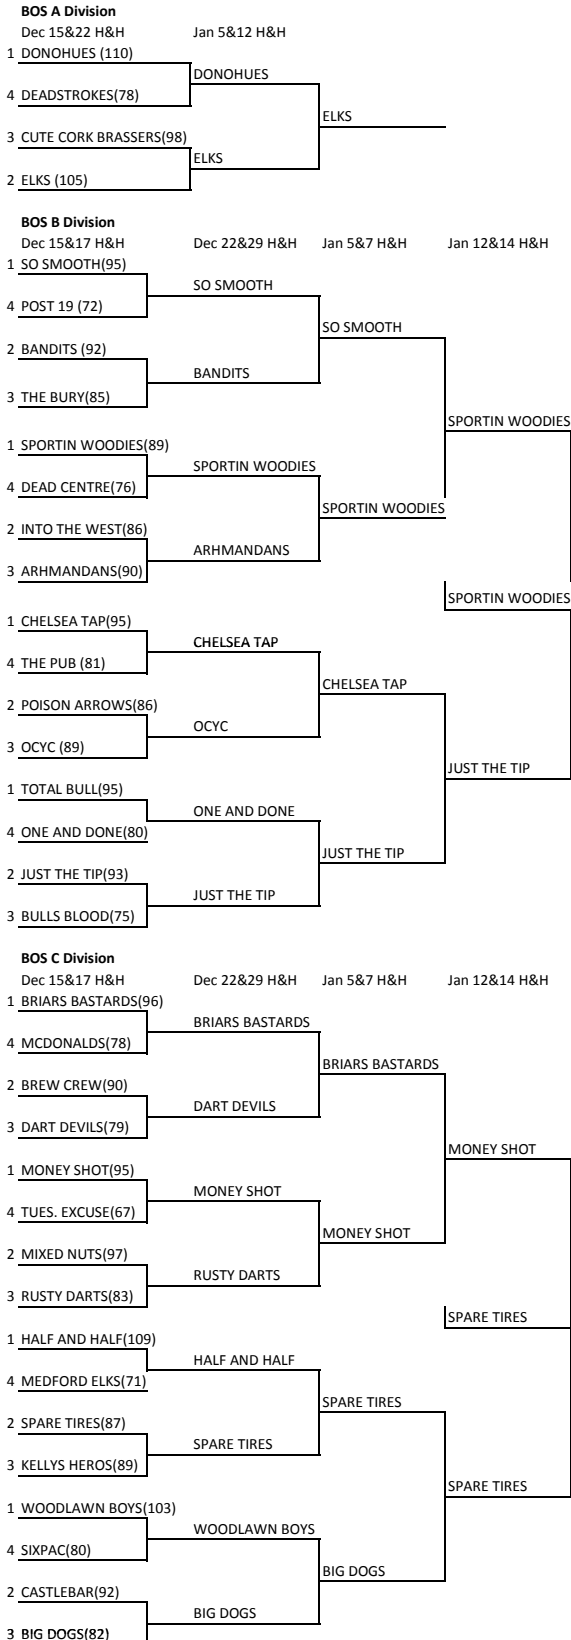 BOS A Division
Dec 15&22 H&H Jan 5&12 H&H
1 DONOHUES (110)
DONOHUES
4 DEADSTROKES(78)
ELKS
3 CUTE CORK BRASSERS(98)
ELKS
2 ELKS (105)
BOS B Division
Dec 15&17 H&H Dec 22&29 H&H Jan 5&7 H&H Jan 12&14 H&H
1 SO SMOOTH(95)
SO SMOOTH
4 POST 19 (72)
SO SMOOTH
2 BANDITS (92)
BANDITS
3 THE BURY(85)
SPORTIN WOODIES
1 SPORTIN WOODIES(89)
SPORTIN WOODIES
4 DEAD CENTRE(76)
SPORTIN WOODIES
2 INTO THE WEST(86)
ARHMANDANS
3 ARHMANDANS(90)
SPORTIN WOODIES
1 CHELSEA TAP(95)
CHELSEA TAP
4 THE PUB (81)
CHELSEA TAP
2 POISON ARROWS(86)
OCYC
3 OCYC (89)
JUST THE TIP
1 TOTAL BULL(95)
ONE AND DONE
4 ONE AND DONE(80)
JUST THE TIP
2 JUST THE TIP(93)
JUST THE TIP
3 BULLS BLOOD(75)
BOS C Division
Dec 15&17 H&H Dec 22&29 H&H Jan 5&7 H&H Jan 12&14 H&H
1 BRIARS BASTARDS(96)
BRIARS BASTARDS
4 MCDONALDS(78)
BRIARS BASTARDS
2 BREW CREW(90)
DART DEVILS
3 DART DEVILS(79)
MONEY SHOT
1 MONEY SHOT(95)
MONEY SHOT
4 TUES. EXCUSE(67)
MONEY SHOT
2 MIXED NUTS(97)
RUSTY DARTS
3 RUSTY DARTS(83)
SPARE TIRES
1 HALF AND HALF(109)
HALF AND HALF
4 MEDFORD ELKS(71)
SPARE TIRES
2 SPARE TIRES(87)
SPARE TIRES
3 KELLYS HEROS(89)
SPARE TIRES
1 WOODLAWN BOYS(103)
WOODLAWN BOYS
4 SIXPAC(80)
BIG DOGS
2 CASTLEBAR(92)
BIG DOGS
3 BIG DOGS(82)